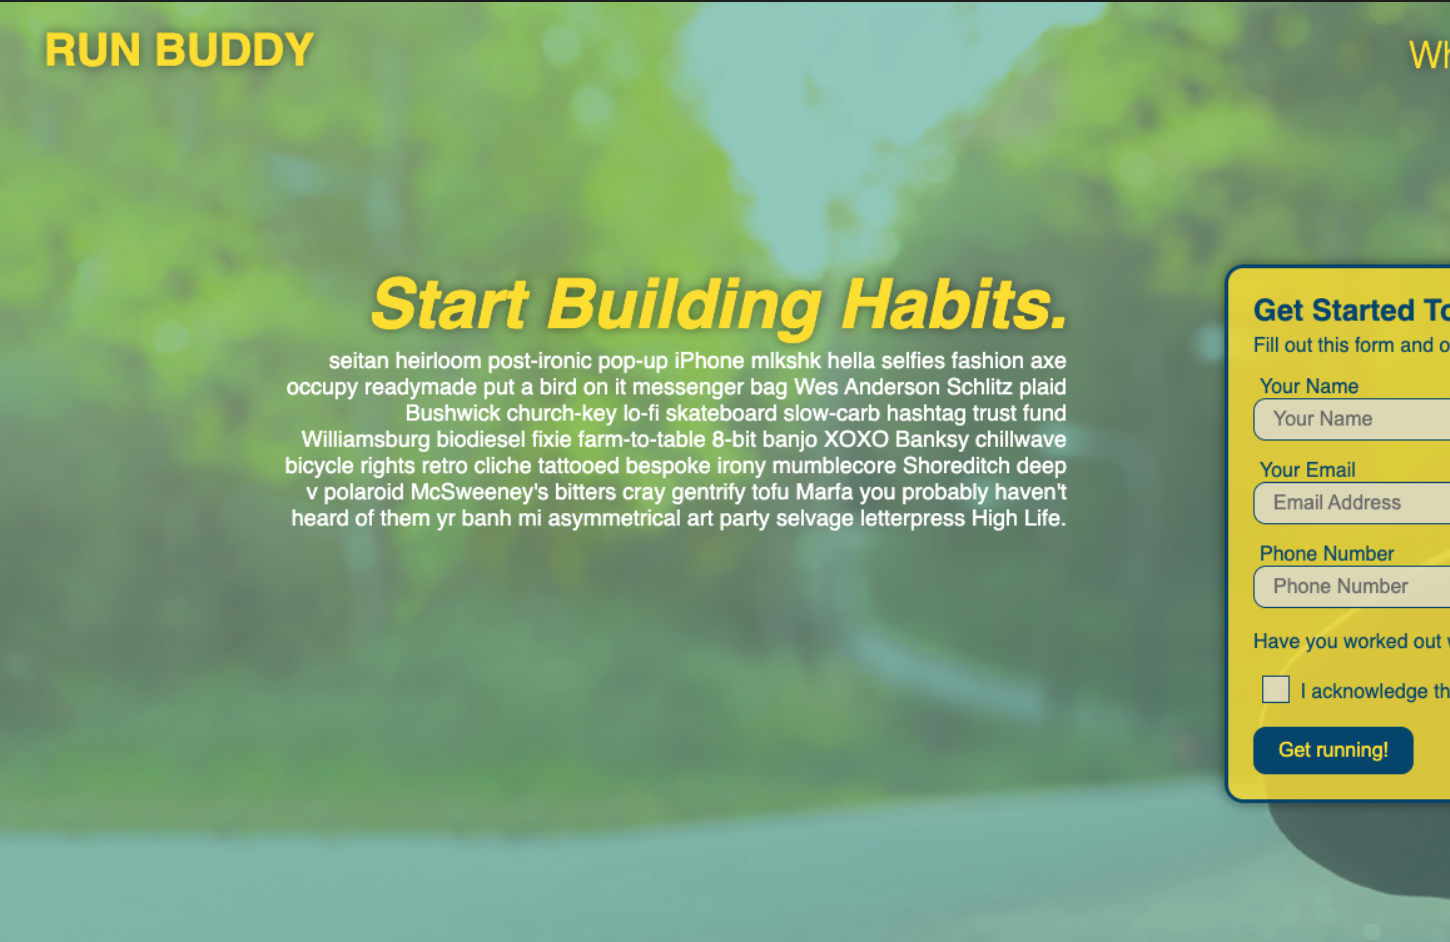 RUN BUDDY
Wh
Start Building Habits.
seitan heirloom post-ironic pop-up iPhone mlkshk hella selfies fashion axe
occupy readymade put a bird on it messenger bag Wes Anderson Schlitz plaid
Bushwick church-key lo-fi skateboard slow-carb hashtag trust fund
Williamsburg biodiesel fixie farm-to-table 8-bit banjo XOXO Banksy chillwave
bicycle rights retro cliche tattooed bespoke irony mumblecore Shoreditch deep
v polaroid McSweeney's bitters cray gentrify tofu Marfa you probably haven't
heard of them yr banh mi asymmetrical art party selvage letterpress High Life.
Get Started To
Fill out this form and o
Your Name
Your Name
Your Email
Email Address
Phone Number
Phone Number
Have you worked out w
I acknowledge th
Get running!